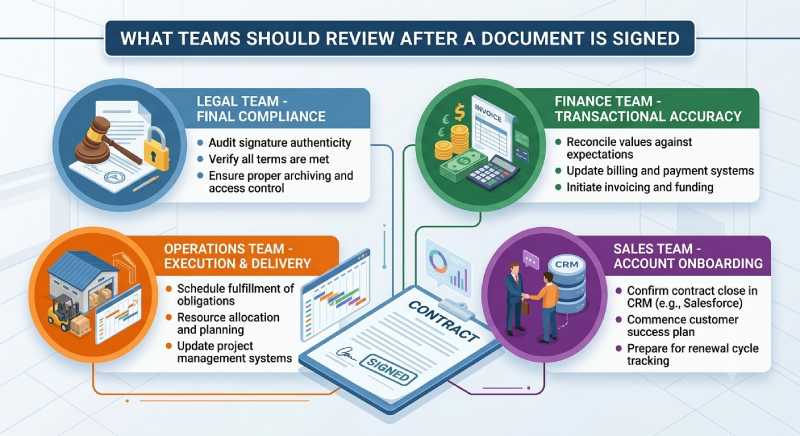 WHAT TEAMS SHOULD REVIEW AFTER A DOCUMENT IS SIGNED
LEGAL TEAM -
FINAL COMPLIANCE
• Audit signature authenticity
• Verify all terms are met
• Ensure proper archiving and
access control
INVOICE
FINANCE TEAM -
TRANSACTIONAL ACCURACY
• Reconcile values against
expectations
• Update billing and payment systems
• Initiate invoicing and funding
OPERATIONS TEAM -
EXECUTION & DELIVERY
• Schedule fulfillment of
obligations
• Resource allocation
and planning
• Update project
management systems
CONTRACT
SIGNED
CRM
SALES TEAM -
ACCOUNT ONBOARDING
• Confirm contract close in
CRM (e.g., Salesforce)
• Commence customer
success plan
• Prepare for renewal cycle
tracking